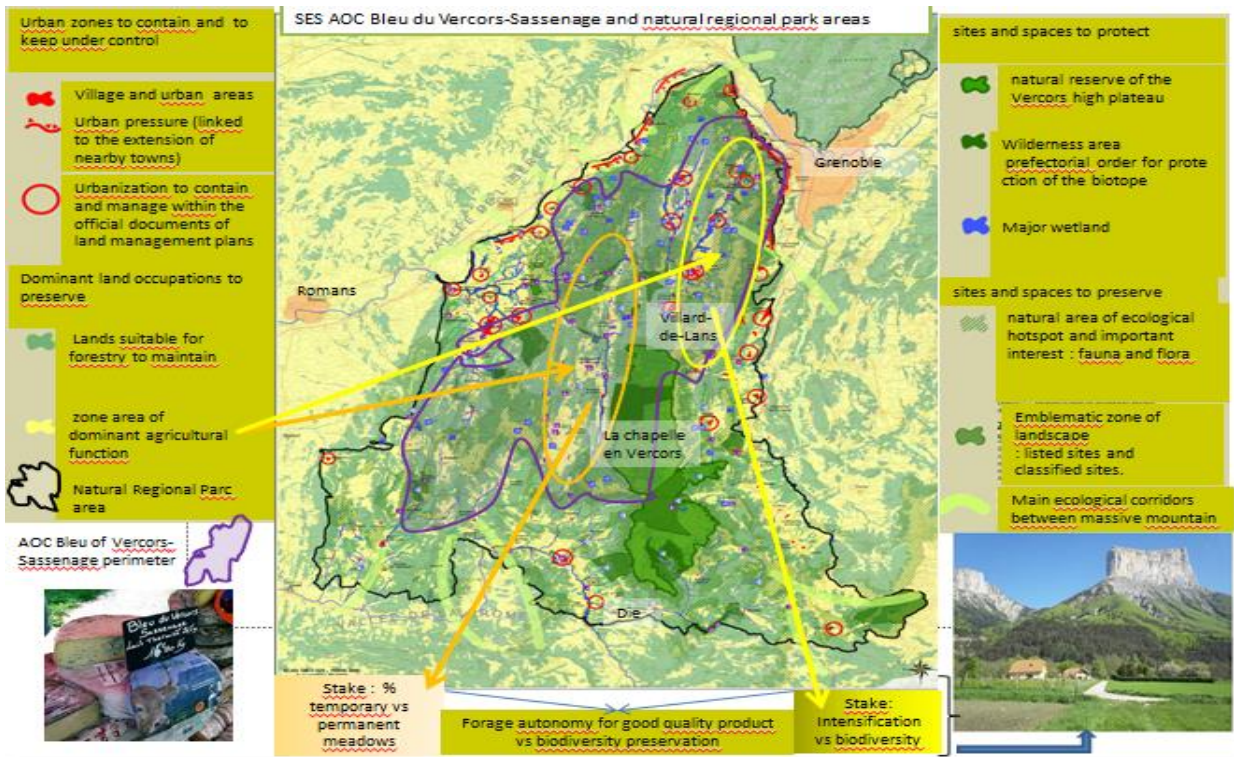 SES AOC Bleu du Vercors-Sassenage and natural regional park areas
Urban zones to contain and to
keep under control
Village and urban areas
Urban pressure (linked
to the extension of
nearby towns)
Urbanization to contain
and manage within the
official documents of
land management plans
Dominant land occupations to
preserve
Lands suitable for
forestry to maintain
zone area of
dominant agricultural
function
Natural Regional Parc
area
AOC Bleu of Vercors-
Sassenage perimeter
Bleu du Vercors
Sassenage
Grenoble
Romans
Villard-
de-Lans
La chapelle
en Vercors
Die
sites and spaces to protect
natural reserve of the
Vercors high plateau
Wilderness area
prefectorial order for prote
ction of the biotope
Major wetland
sites and spaces to preserve
natural area of ecological
hotspot and important
interest : fauna and flora
Emblematic zone of
landscape
: listed sites and
classified sites.
Main ecological corridors
between massive mountain
Stake : %
temporary vs
permanent
meadows
Forage autonomy for good quality product
vs biodiversity preservation
Stake:
Intensification
vs biodiversity